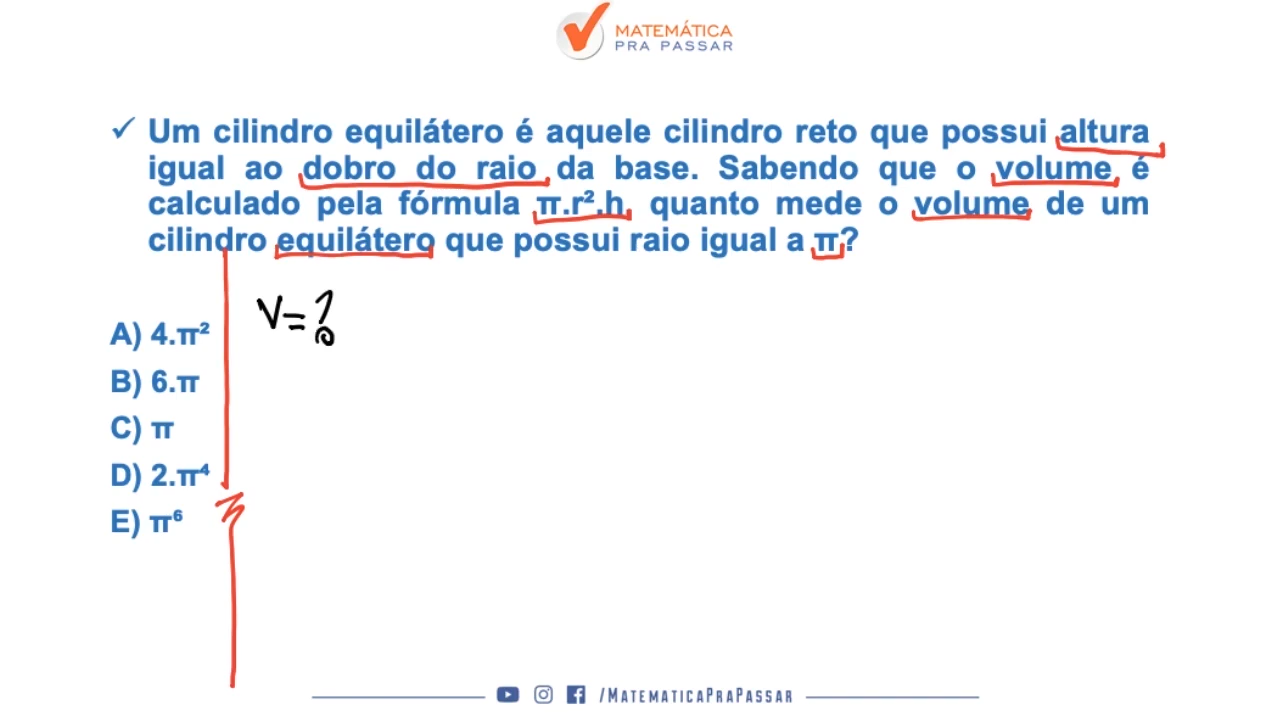 MATEMÁTICA
PRA PASSAR
✓ Um cilindro equilátero é aquele cilindro reto que possui altura
igual ao dobro do raio da base. Sabendo que o volume é
calculado pela fórmula π.r².h, quanto mede o volume de um
cilindro equilátero que possui raio igual a π?
V=?
A) 4.π²
B) 6.π
C) π
D) 2.π⁴
E) π⁶
/MATEMATICAPRAPASSAR